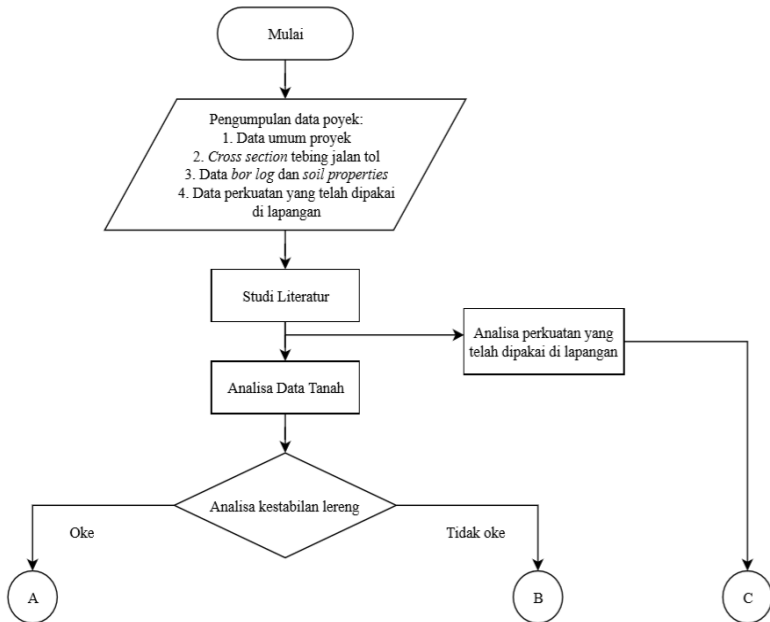 Mulai
Pengumpulan data poyek:
1. Data umum proyek
2. Cross section tebing jalan tol
3. Data bor log dan soil properties
4. Data perkuatan yang telah dipakai
di lapangan
Studi Literatur
Analisa perkuatan yang
telah dipakai di lapangan
Analisa Data Tanah
Analisa kestabilan lereng
Oke
Tidak oke
A
B
C